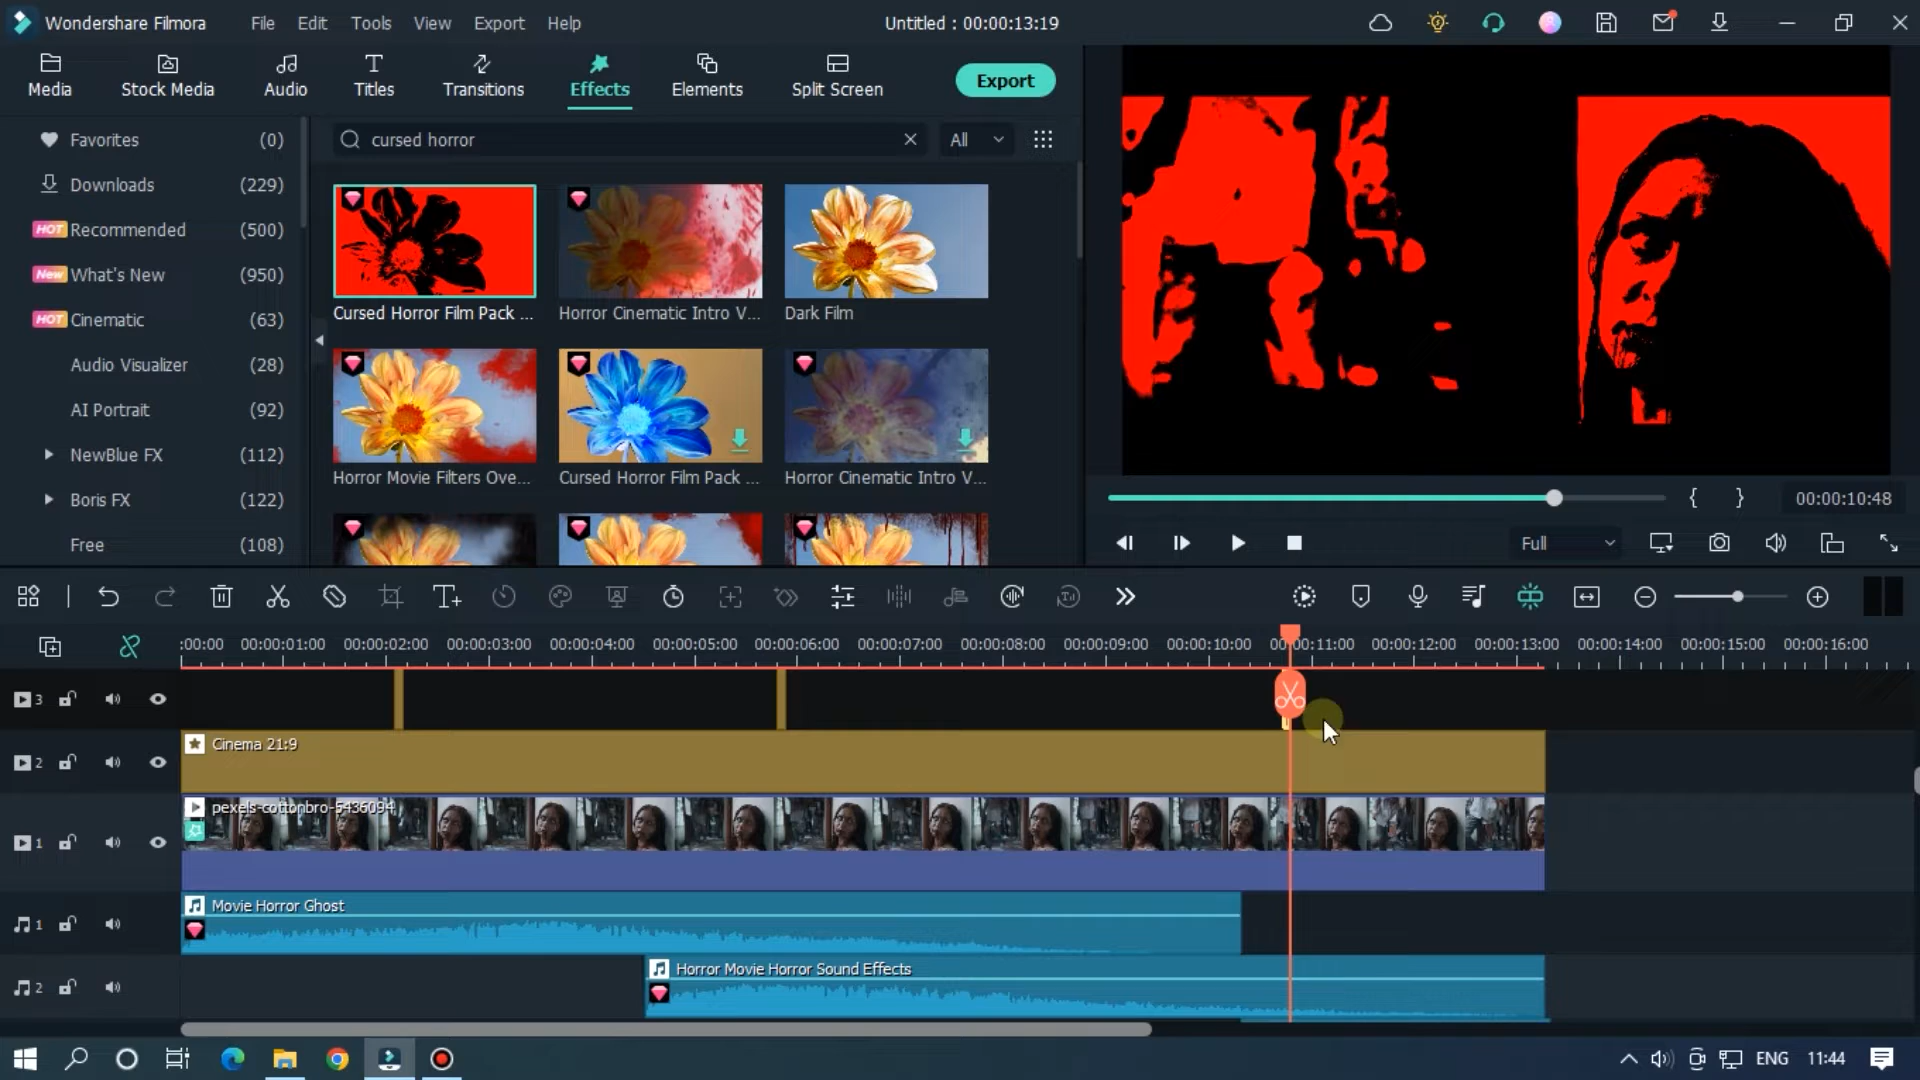 Wondershare Filmora
File Edit Tools View Export Help
Untitled : 00:00:13:19
Media Stock Media Audio Titles Transitions Effects Elements Split Screen
Export
Favorites (0)
Downloads (229)
HOT Recommended (500)
New What's New (950)
HOT Cinematic (63)
Audio Visualizer (28)
AI Portrait (92)
NewBlue FX (112)
Boris FX (122)
Free (108)
cursed horror
All
Cursed Horror Film Pack ...
Horror Cinematic Intro V...
Dark Film
Horror Movie Filters Ove...
Cursed Horror Film Pack ...
Horror Cinematic Intro V...
{ }
00:00:10:48
Full
:00:00 00:00:01:00 00:00:02:00 00:00:03:00 00:00:04:00 00:00:05:00 00:00:06:00 00:00:07:00 00:00:08:00 00:00:09:00 00:00:10:00 00:00:11:00 00:00:12:00 00:00:13:00 00:00:14:00 00:00:15:00 00:00:16:00
3
2
Cinema 21:9
pexels-cottonbro-5436094
1
Movie Horror Ghost
1
Horror Movie Horror Sound Effects
2
ENG 11:44